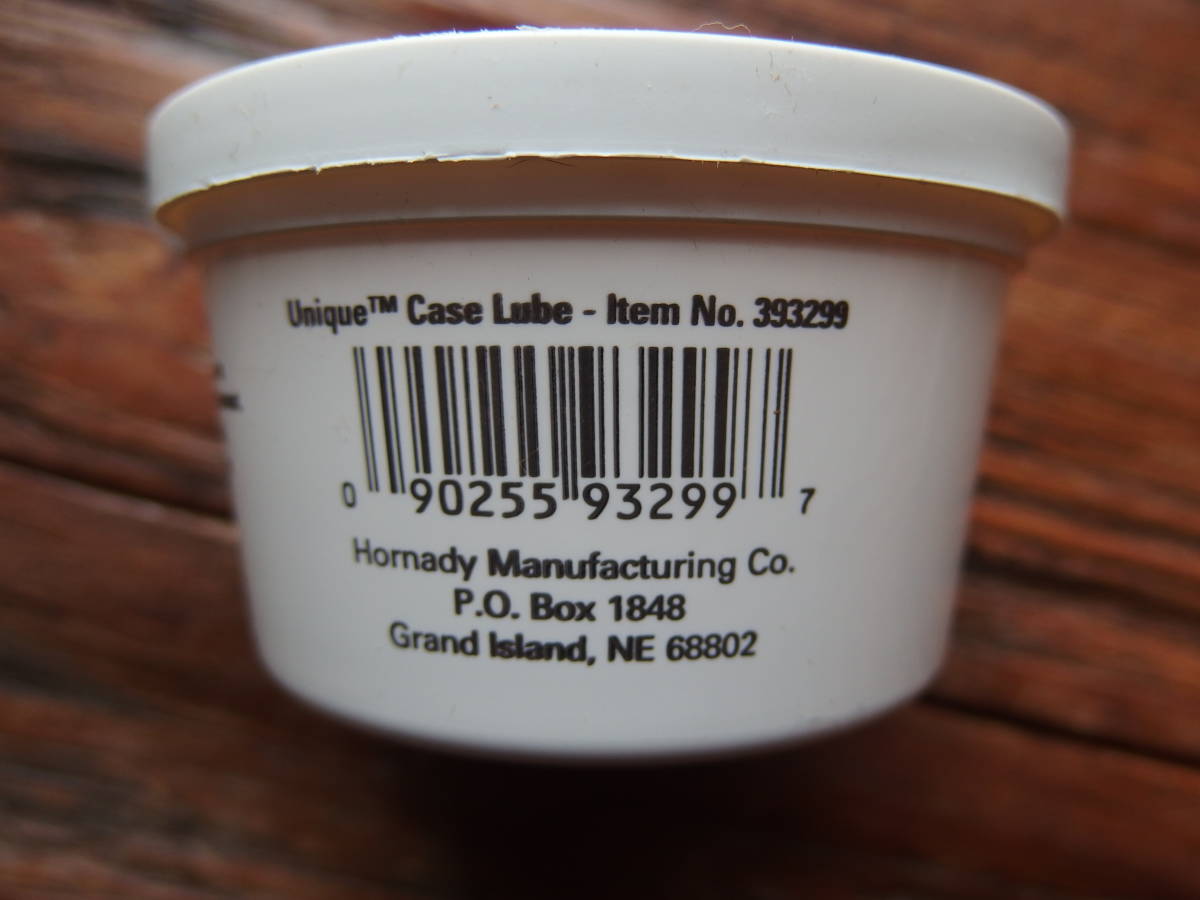 Unique™ Case Lube - Item No. 393299
0 90255 93299 7
Hornady Manufacturing Co.
P.O. Box 1848
Grand Island, NE 68802